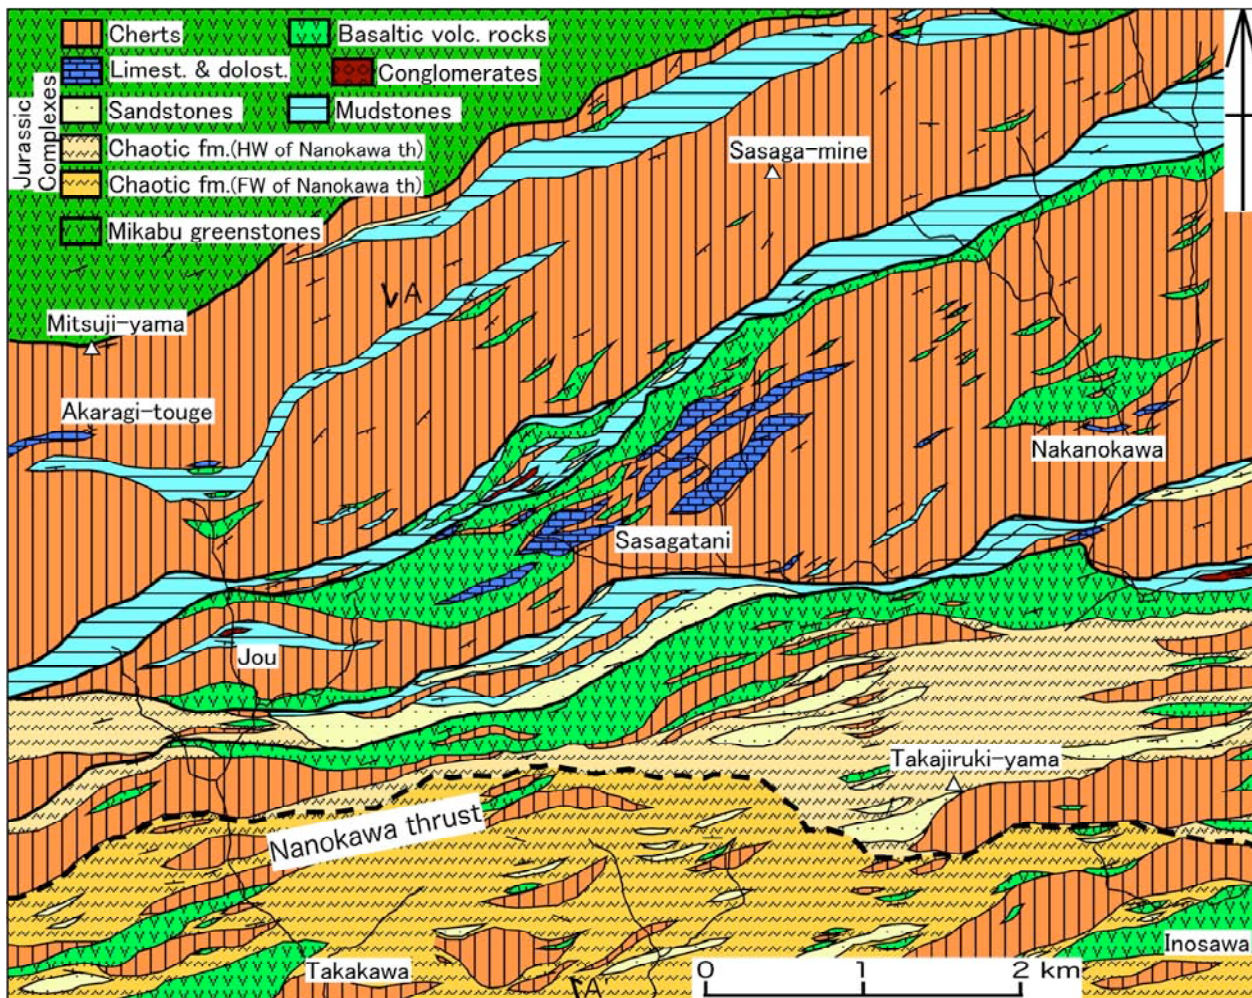 Cherts
Basaltic volc. rocks
Limest. & dolost.
Conglomerates
Sandstones
Mudstones
Chaotic fm.(HW of Nanokawa th)
Chaotic fm.(FW of Nanokawa th)
Mikabu greenstones
Jurassic
Complexes
Sasaga-mine
A
Mitsuji-yama
Akaragi-touge
Nakanokawa
Sasagatani
Jou
Takajiruki-yama
Nanokawa thrust
Inosawa
Takakawa
A'
0 1 2 km